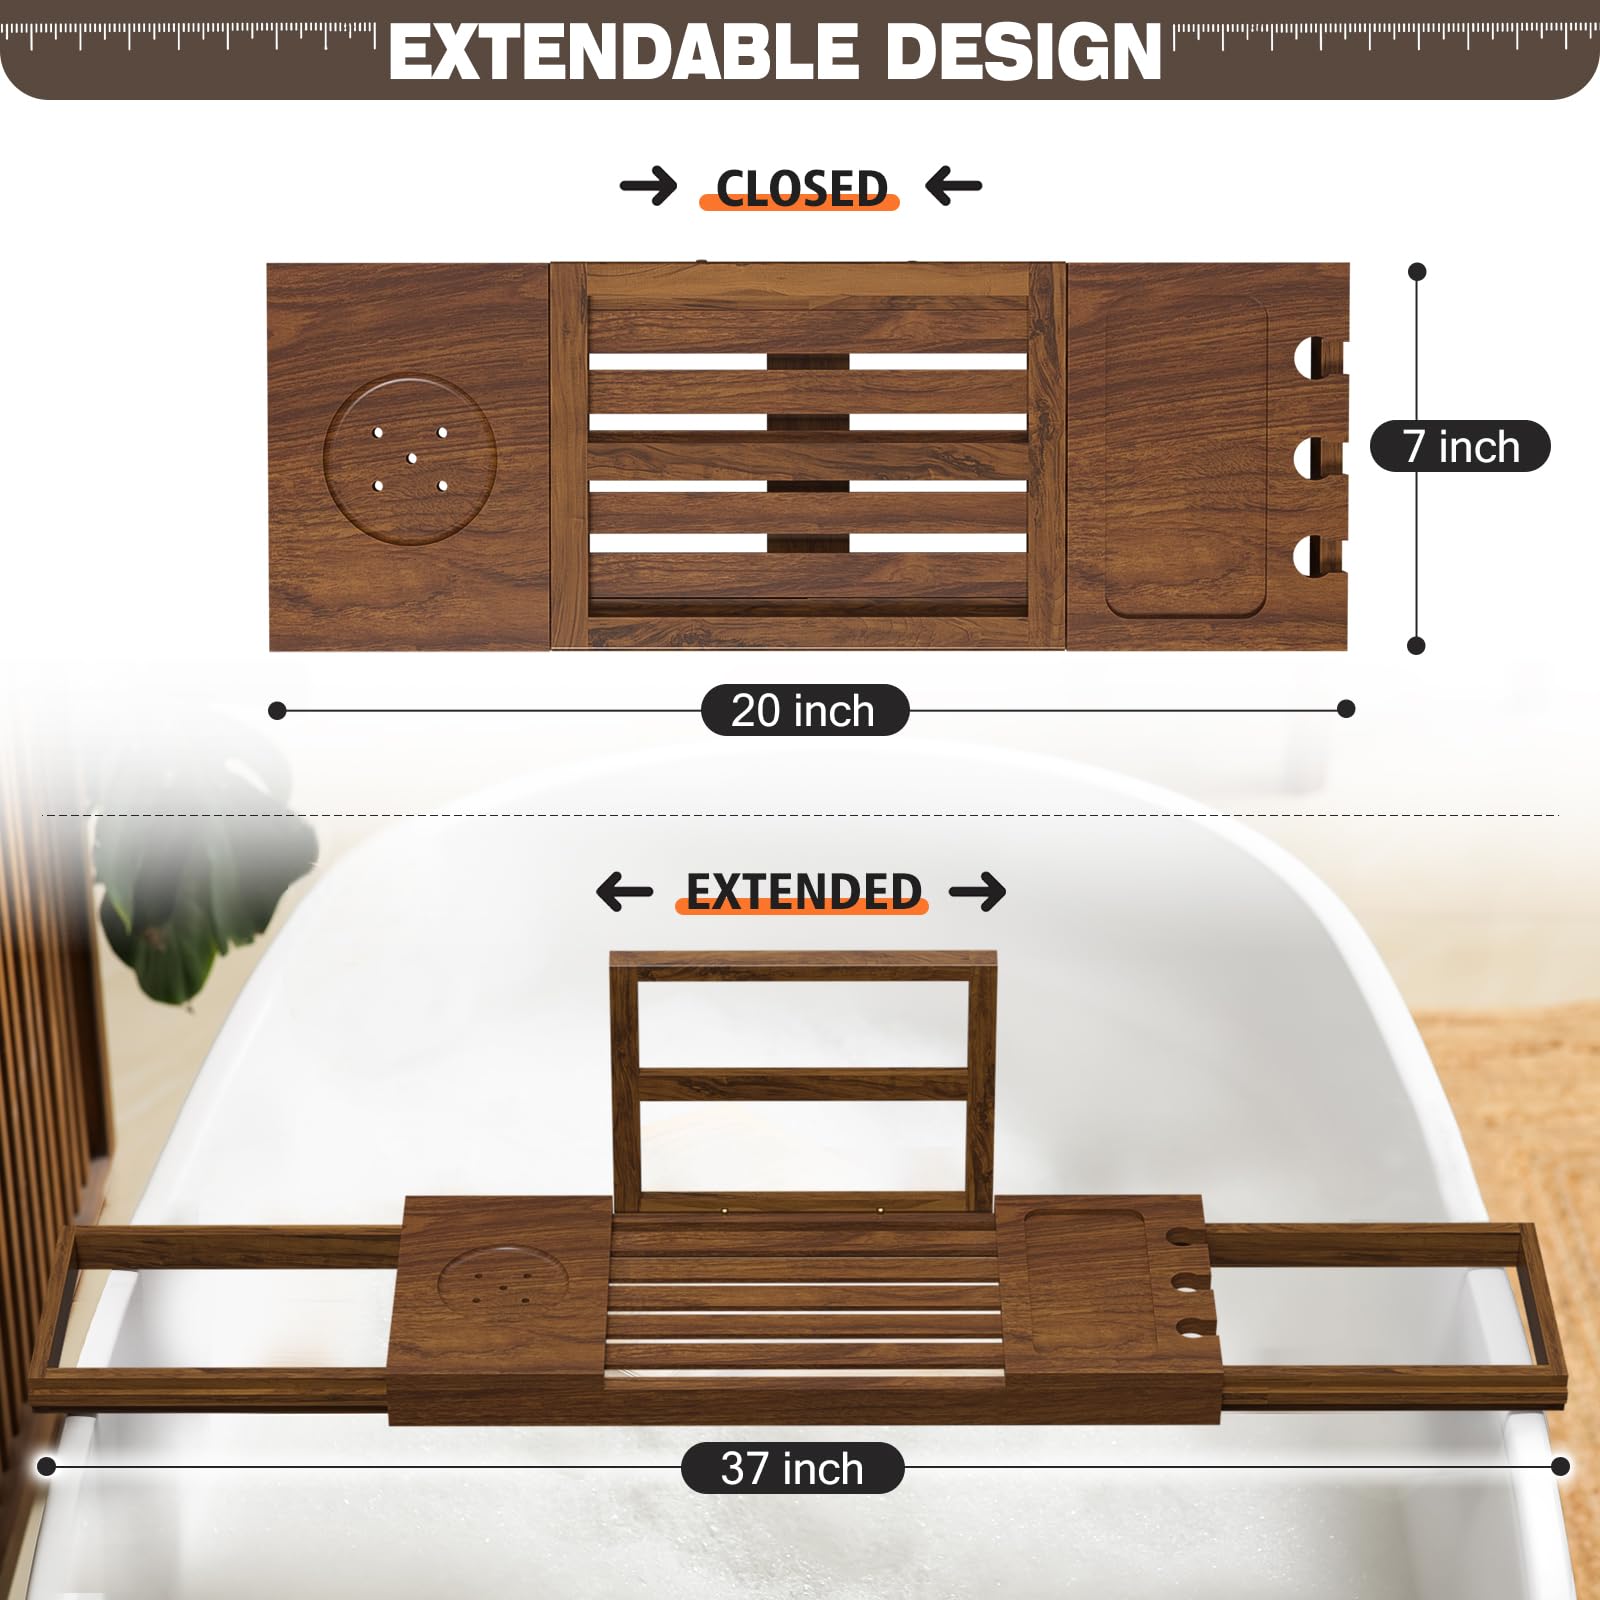 EXTENDABLE DESIGN
CLOSED
7 inch
20 inch
EXTENDED
37 inch